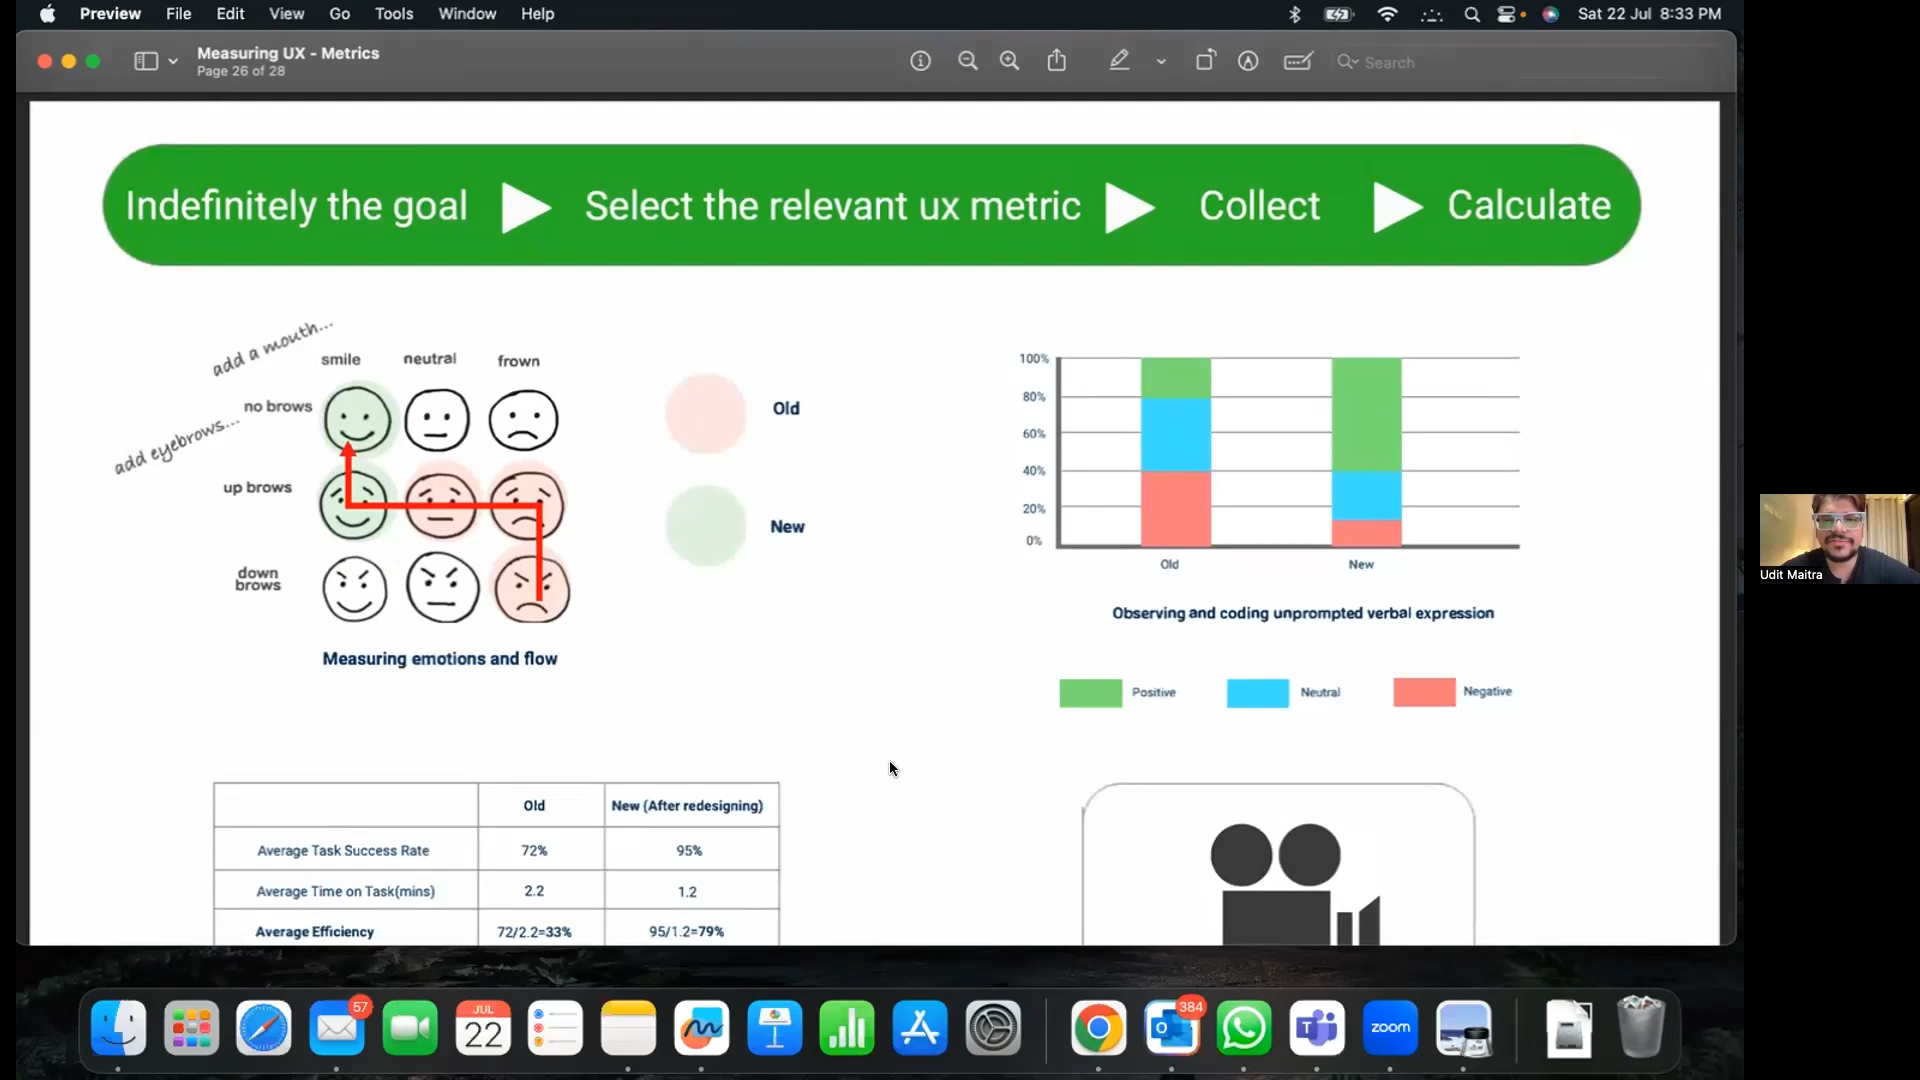 Preview File Edit View Go Tools Window Help Sat 22 Jul 8:33 PM
Measuring UX - Metrics
Page 26 of 28
Search
Indefinitely the goal Select the relevant ux metric Collect Calculate
add a mouth...
smile neutral frown
no brows
add eyebrows...
up brows
down
brows
Measuring emotions and flow
Old
New
100%
80%
60%
40%
20%
0%
Old New
Observing and coding unprompted verbal expression
Positive Neutral Negative
Old New (After redesigning)
Average Task Success Rate 72% 95%
Average Time on Task(mins) 2.2 1.2
Average Efficiency 72/2.2=33% 95/1.2=79%
Udit Maitra
57
JUL
22
384
zoom